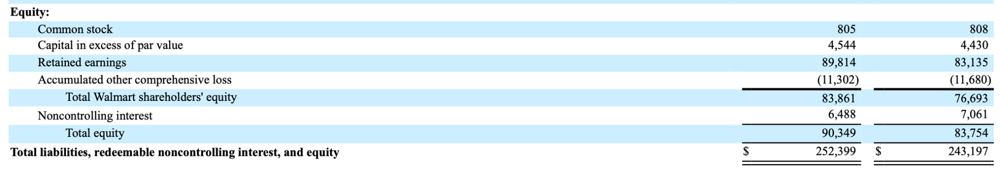 Equity:
Common stock 805 808
Capital in excess of par value 4,544 4,430
Retained earnings 89,814 83,135
Accumulated other comprehensive loss (11,302) (11,680)
Total Walmart shareholders' equity 83,861 76,693
Noncontrolling interest 6,488 7,061
Total equity 90,349 83,754
Total liabilities, redeemable noncontrolling interest, and equity $ 252,399 $ 243,197